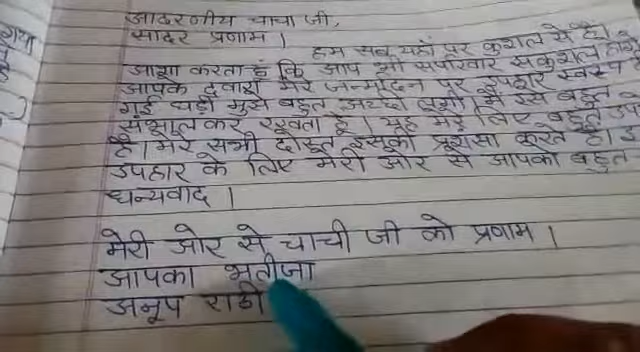 आदरणीय चाचा जी,
सादर प्रणाम।
हम सब यहाँ पर कुशल से हैं।
आशा करता हूँ कि आप भी सपरिवार सकुशल होंगे
आपके द्वारा मेरे जन्मदिन पर उपहार स्वरूप
गई घड़ी मुझे बहुत अच्छी लगी। मैं इसे बहुत
संभाल कर रखता हूँ। यह मेरे लिए बहुत
है। मेरे सभी दोस्त इसकी प्रशंसा करते हैं।
उपहार के लिए मेरी ओर से आपको बहुत
धन्यवाद।
मेरी ओर से चाची जी को प्रणाम।
आपका भतीजा
अनूप